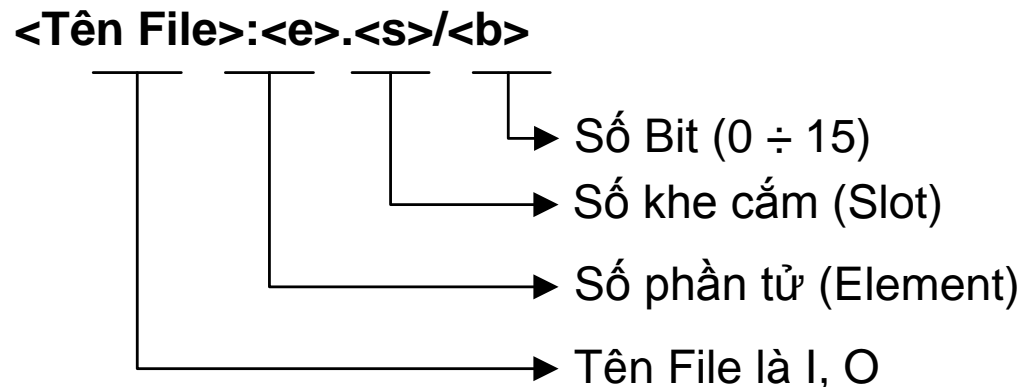 <Tên File>:<e>.<s>/<b>
Số Bit (0 ÷ 15)
Số khe cắm (Slot)
Số phần tử (Element)
Tên File là I, O